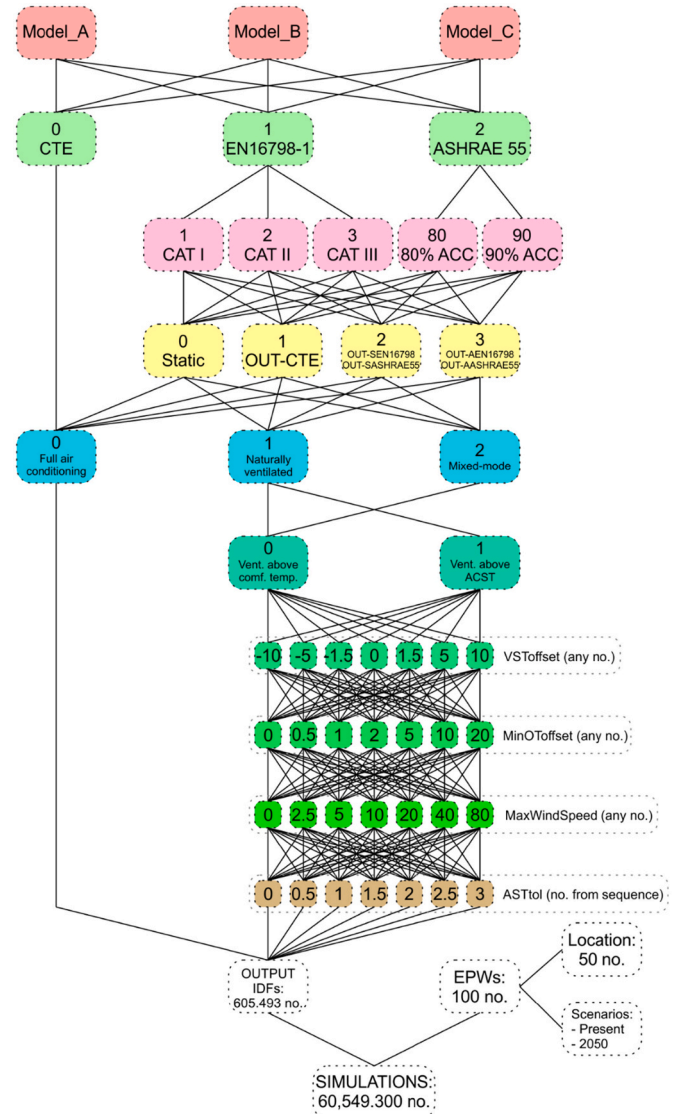 Model_A
Model_B
Model_C
0
CTE
1
EN16798-1
2
ASHRAE 55
1
CAT I
2
CAT II
3
CAT III
80
80% ACC
90
90% ACC
0
Static
1
OUT-CTE
2
OUT-SEN16798
OUT-SASHRAE55
3
OUT-AEN16798
OUT-AASHRAE55
0
Full air
conditioning
1
Naturally
ventilated
2
Mixed-mode
0
Vent. above
comf. temp.
1
Vent. above
ACST
-10 -5 -1.5 0 1.5 5 10 VSToffset (any no.)
0 0.5 1 2 5 10 20 MinOToffset (any no.)
0 2.5 5 10 20 40 80 MaxWindSpeed (any no.)
0 0.5 1 1.5 2 2.5 3 ASTtol (no. from sequence)
OUTPUT
IDFs:
605.493 no.
EPWs:
100 no.
Location:
50 no.
Scenarios:
- Present
- 2050
SIMULATIONS:
60,549.300 no.